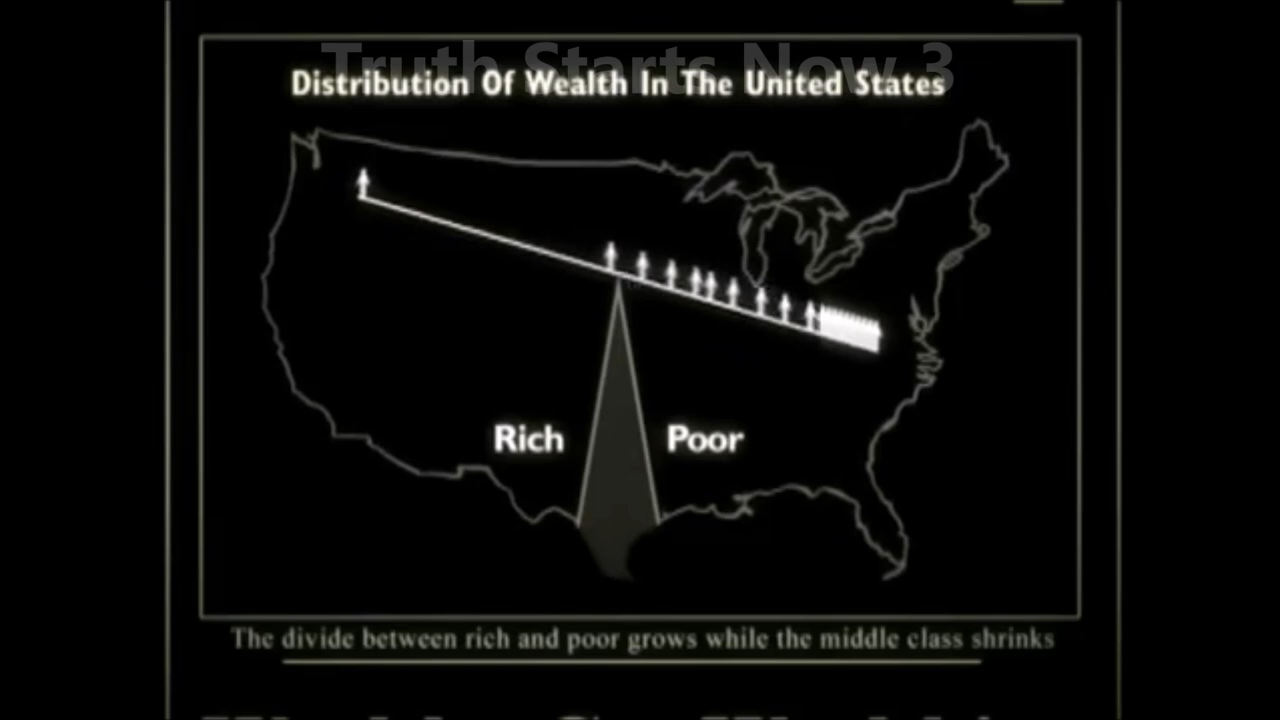 Truth Starts Now 3
Distribution Of Wealth In The United States
Rich
Poor
The divide between rich and poor grows while the middle class shrinks